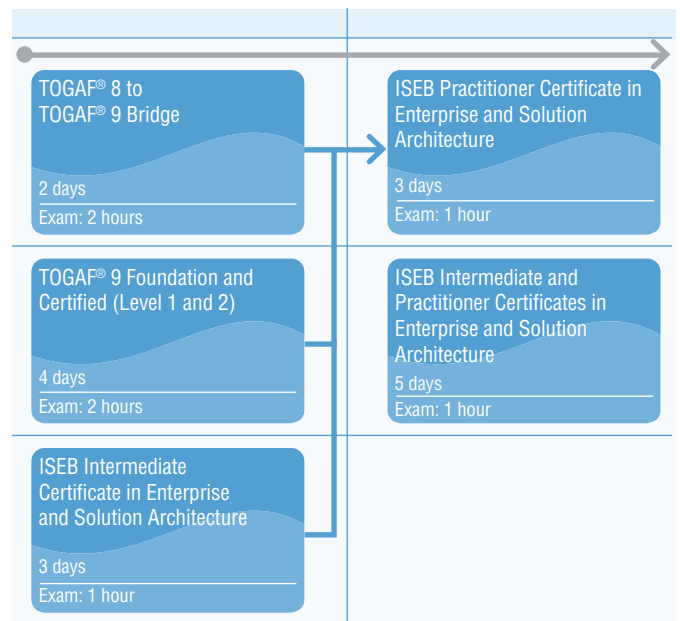 TOGAF® 8 to
TOGAF® 9 Bridge
2 days
Exam: 2 hours
ISEB Practitioner Certificate in
Enterprise and Solution
Architecture
3 days
Exam: 1 hour
TOGAF® 9 Foundation and
Certified (Level 1 and 2)
4 days
Exam: 2 hours
ISEB Intermediate and
Practitioner Certificates in
Enterprise and Solution
Architecture
5 days
Exam: 1 hour
ISEB Intermediate
Certificate in Enterprise
and Solution Architecture
3 days
Exam: 1 hour